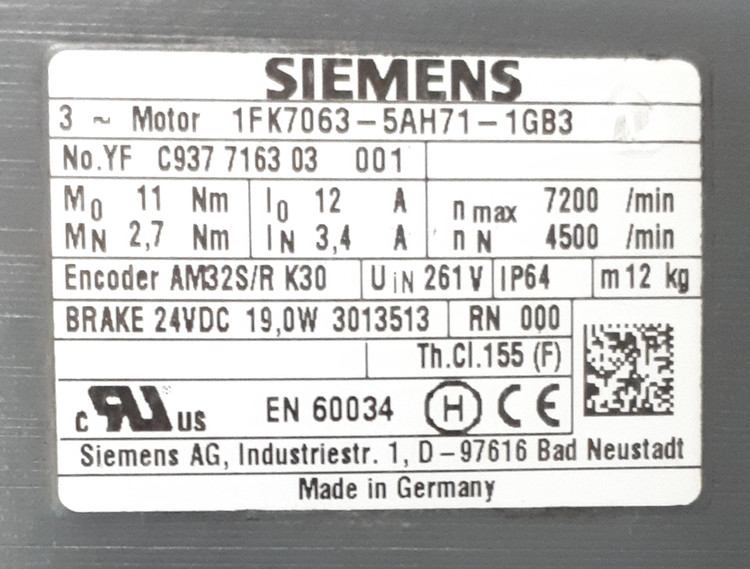 SIEMENS
3 ~ Motor 1FK7063-5AH71-1GB3
No.YF C937 7163 03 001
M0 11 Nm I0 12 A n max 7200 /min
MN 2,7 Nm IN 3,4 A n N 4500 /min
Encoder AM32S/R K30 UIN 261 V IP64 m 12 kg
BRAKE 24VDC 19,0W 3013513 RN 000
Th.Cl.155 (F)
c RU us EN 60034 H CE
Siemens AG, Industriestr. 1, D-97616 Bad Neustadt
Made in Germany